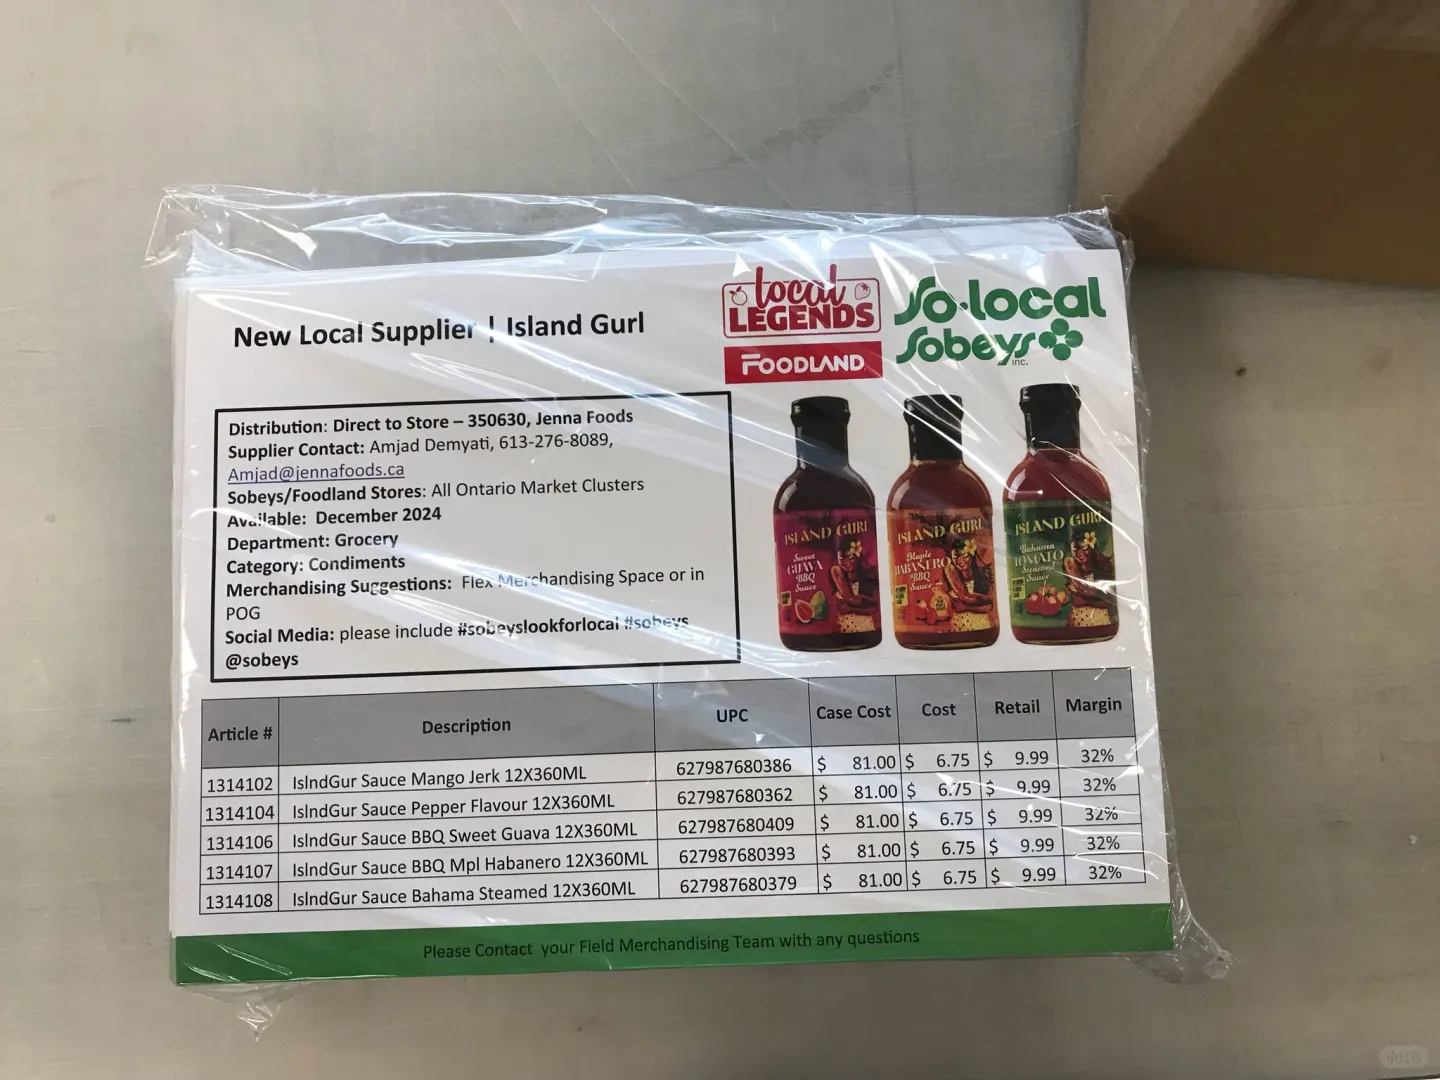 New Local Supplier | Island Gurl
local
LEGENDS
FOODLAND
So-local
Sobeys
inc.
Distribution: Direct to Store – 350630, Jenna Foods
Supplier Contact: Amjad Demyati, 613-276-8089,
Amjad@jennafoods.ca
Sobeys/Foodland Stores: All Ontario Market Clusters
Available: December 2024
Department: Grocery
Category: Condiments
Merchandising Suggestions: Flex Merchandising Space or in
POG
Social Media: please include #sobeyslookforlocal #sobeys
@sobeys
ISLAND GURL
Sweet
GUAVA
BBQ
Sauce
ISLAND GURL
Maple
HABANERO
BBQ
Sauce
ISLAND GURL
Bahama
TOMATO
Steamed
Sauce
Article # Description UPC Case Cost Cost Retail Margin
1314102 IslndGur Sauce Mango Jerk 12X360ML 627987680386 $ 81.00 $ 6.75 $ 9.99 32%
1314104 IslndGur Sauce Pepper Flavour 12X360ML 627987680362 $ 81.00 $ 6.75 $ 9.99 32%
1314106 IslndGur Sauce BBQ Sweet Guava 12X360ML 627987680409 $ 81.00 $ 6.75 $ 9.99 32%
1314107 IslndGur Sauce BBQ Mpl Habanero 12X360ML 627987680393 $ 81.00 $ 6.75 $ 9.99 32%
1314108 IslndGur Sauce Bahama Steamed 12X360ML 627987680379 $ 81.00 $ 6.75 $ 9.99 32%
Please Contact your Field Merchandising Team with any questions